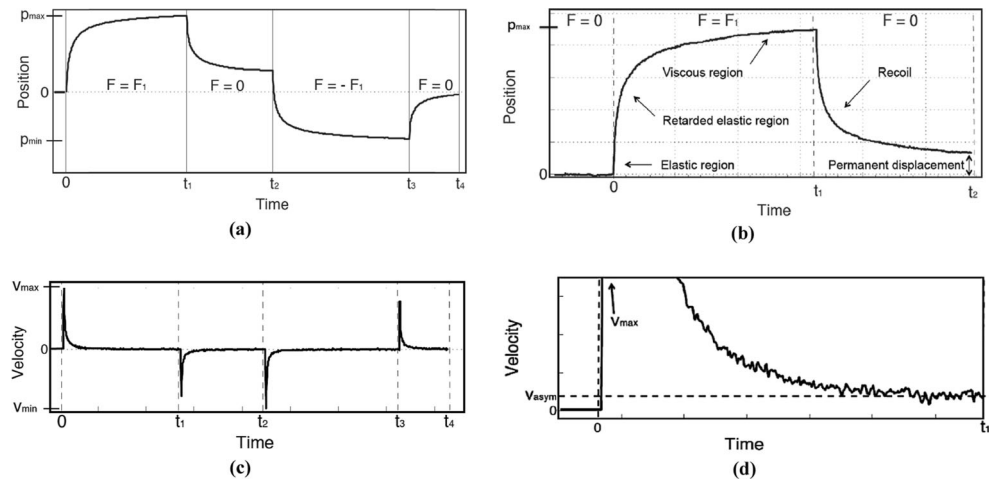 pmax
Position
0
pmin
F = F₁
F = 0
F = - F₁
F = 0
0
t₁
t₂
t₃
t₄
Time
(a)
F = 0
F = F₁
F = 0
pmax
Position
0
Viscous region
Recoil
Retarded elastic region
Elastic region
Permanent displacement
0
t₁
t₂
Time
(b)
Vmax
Velocity
0
Vmin
0
t₁
t₂
t₃
t₄
Time
(c)
Vmax
Velocity
Vasym
0
0
t₁
Time
(d)